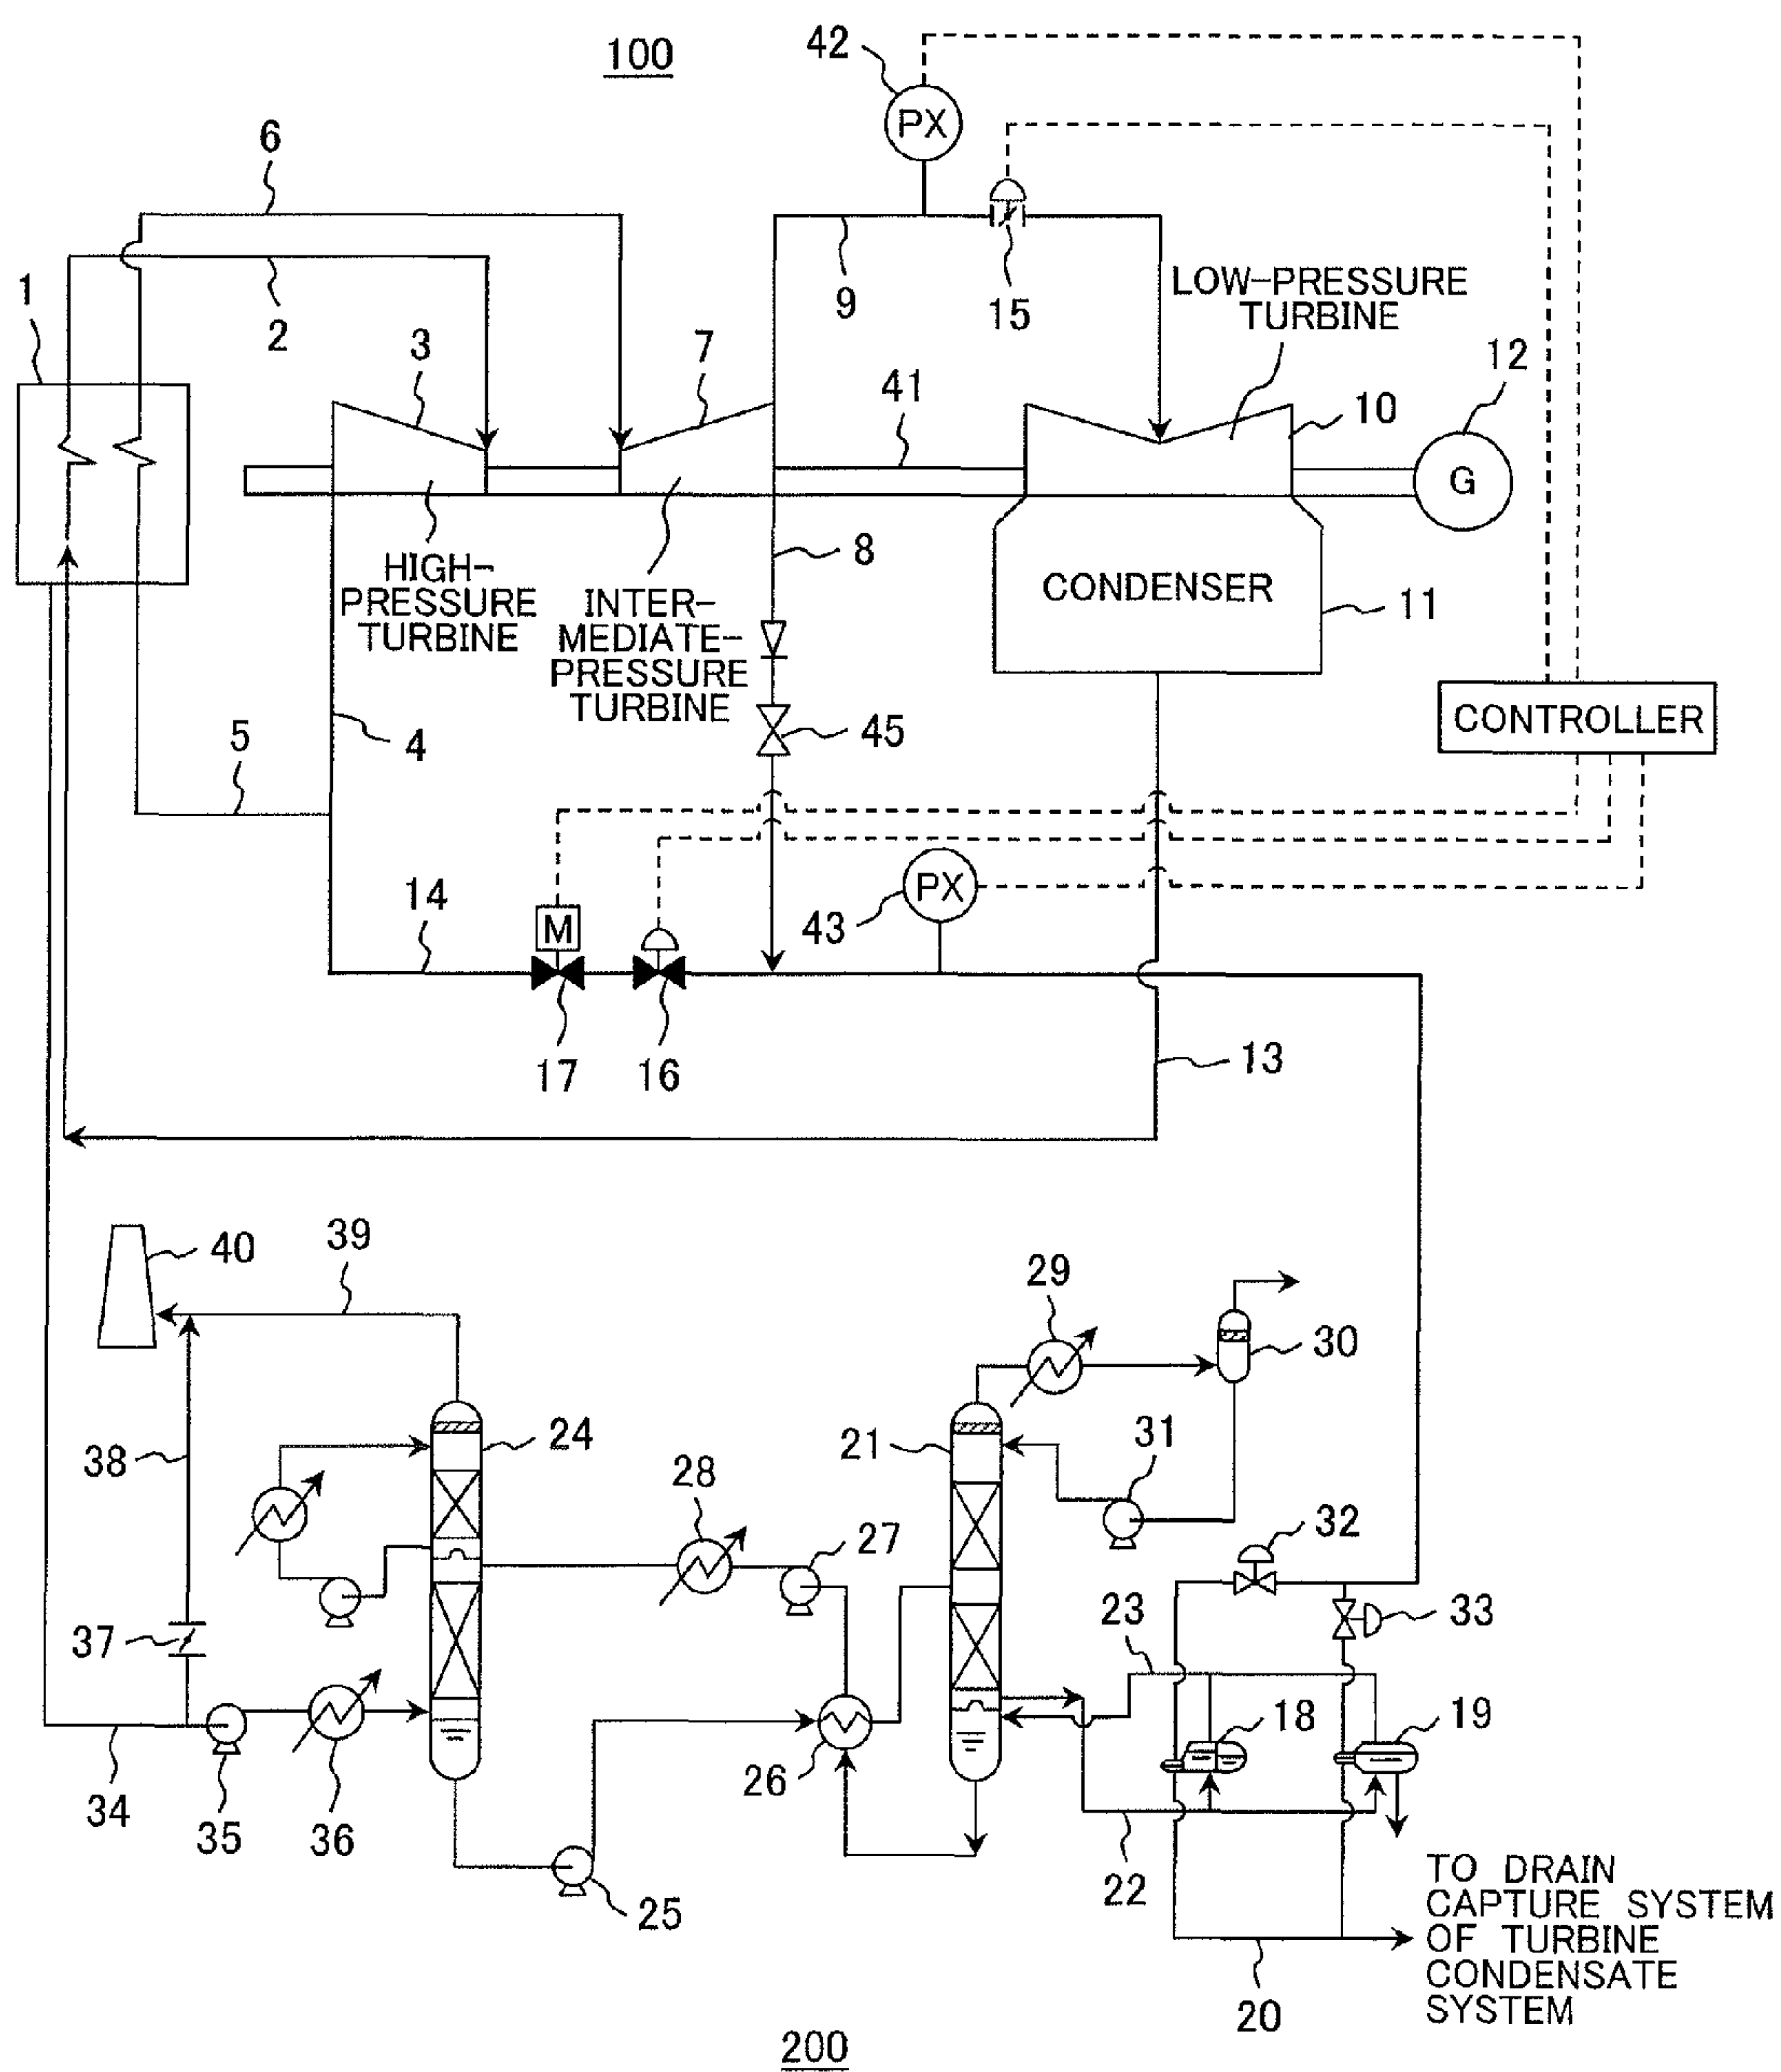 100
42
PX
6
2
1
3
7
9
15
LOW-PRESSURE
TURBINE
12
41
10
G
8
HIGH-
PRESSURE
TURBINE
INTER-
MEDIATE-
PRESSURE
TURBINE
CONDENSER
11
5
4
45
CONTROLLER
14
M
PX
43
17
16
13
40
39
29
30
24
21
31
38
28
27
32
37
23
33
18
19
34
35
36
26
25
22
TO DRAIN
CAPTURE SYSTEM
OF TURBINE
CONDENSATE
SYSTEM
20
200